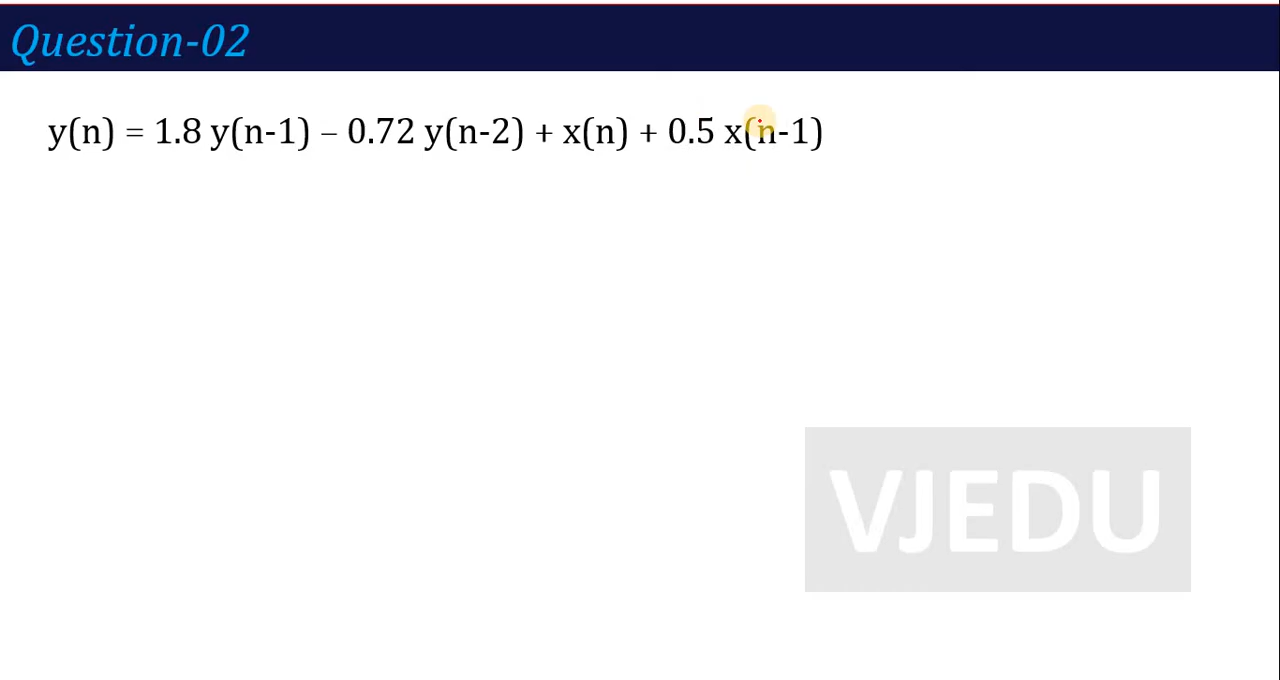 Question-02
y(n) = 1.8 y(n-1) – 0.72 y(n-2) + x(n) + 0.5 x(n-1)
VJEDU